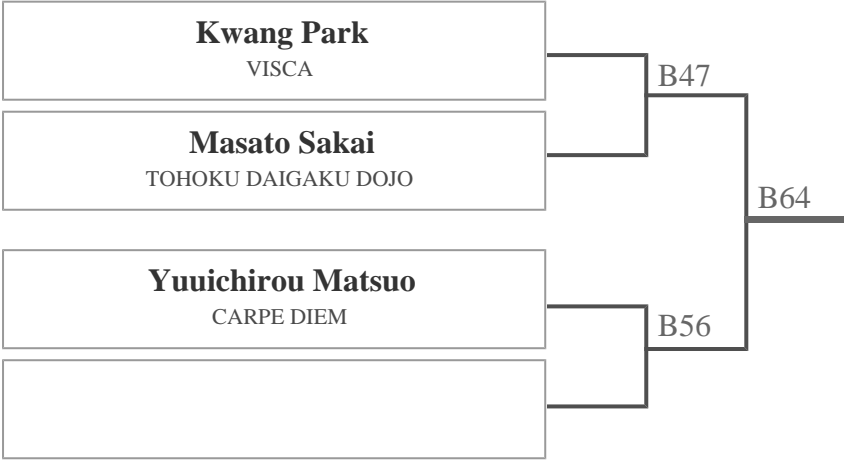 Kwang Park
VISCA
B47
Masato Sakai
TOHOKU DAIGAKU DOJO
B64
Yuuichirou Matsuo
CARPE DIEM
B56